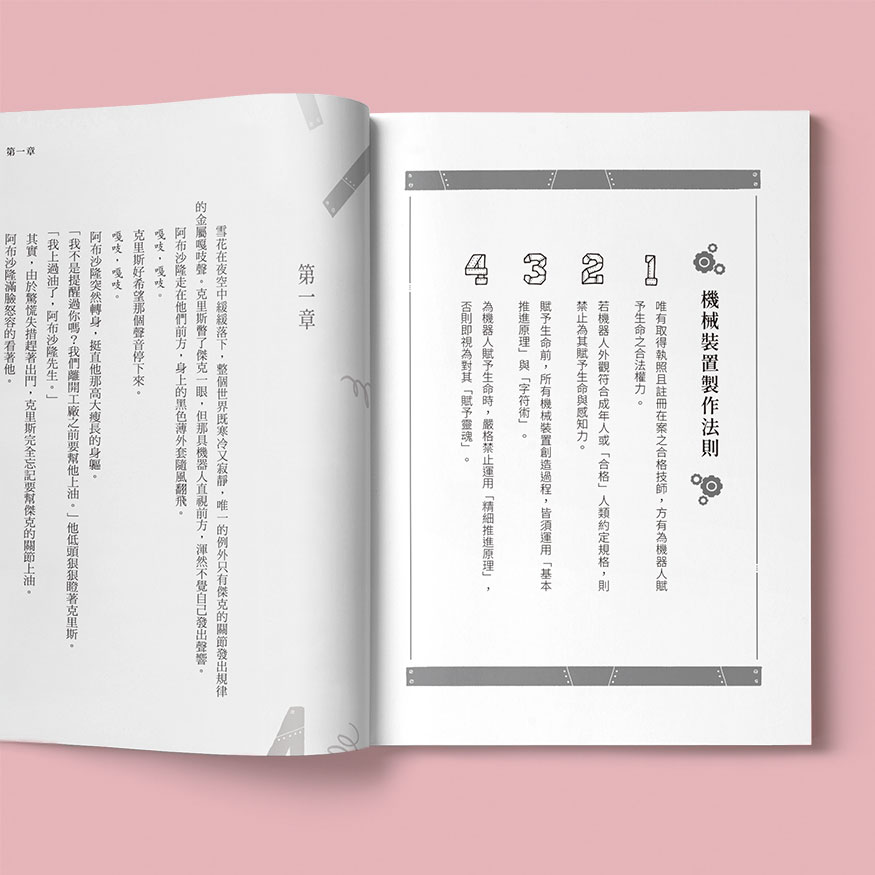 機械裝置製作法則
1
唯有取得執照且註冊在案之合格技師，方有為機器人賦
予生命之合法權力。
2
若機器人外觀符合成年人或「合格」人類約定規格，則
禁止為其賦予生命與感知力。
3
賦予生命前，所有機械裝置創造過程，皆須運用「基本
推進原理」與「字符術」。
4
為機器人賦予生命時，嚴格禁止運用「精細推進原理」，
否則即視為對其「賦予靈魂」。
第一章
雪花在夜空中緩緩落下，整個世界既寒冷又寂靜，唯一的例外只有傑克的關節發出規律
的金屬嘎吱聲。克里斯瞥了傑克一眼，但那具機器人直視前方，渾然不覺自己發出聲響。
阿布沙隆走在他們前方，身上的黑色薄外套隨風翻飛。
嘎吱，嘎吱。
克里斯好希望那個聲音停下來。
嘎吱，嘎吱。
阿布沙隆突然轉身，挺直他那高大瘦長的身軀。
「我不是提醒過你嗎？我們離開工廠之前要幫他上油。」他低頭狠狠瞪著克里斯。
「我上過油了，阿布沙隆先生。」
其實，由於驚慌失措趕著出門，克里斯完全忘記要幫傑克的關節上油。
阿布沙隆滿臉怒容的看著他。
第一章